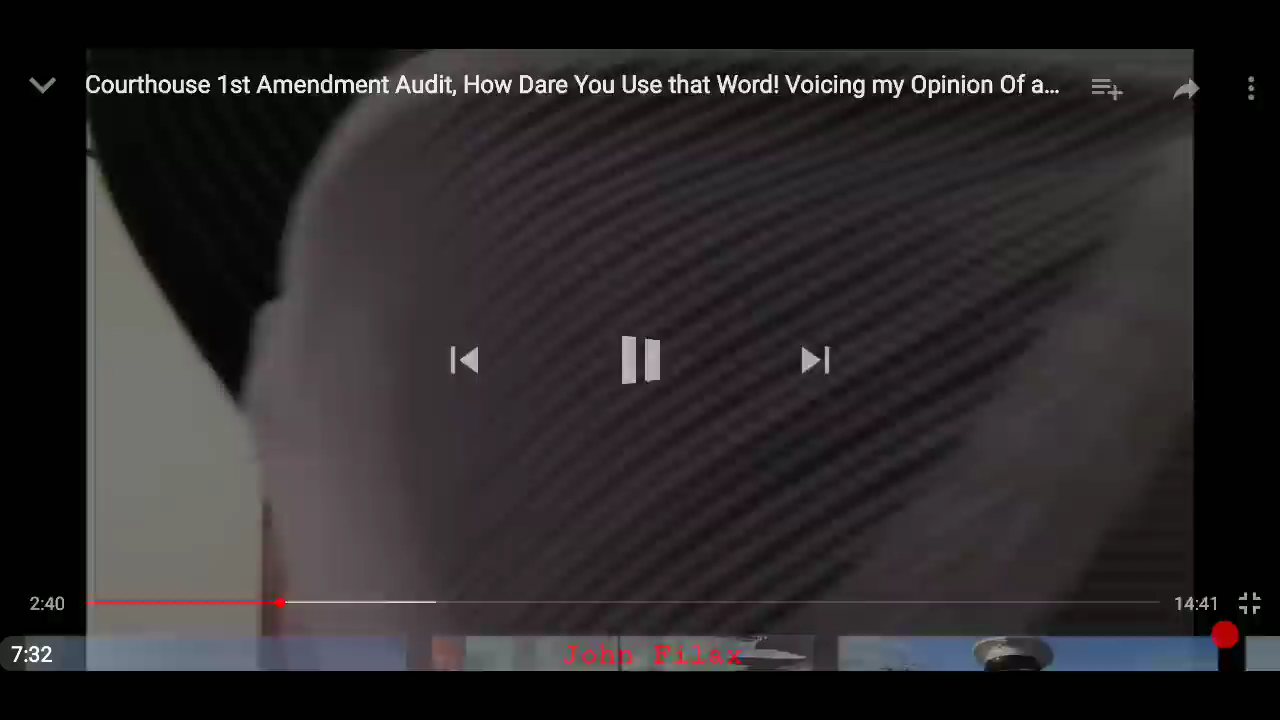 Courthouse 1st Amendment Audit, How Dare You Use that Word! Voicing my Opinion Of a…
2:40
14:41
7:32
John Filax